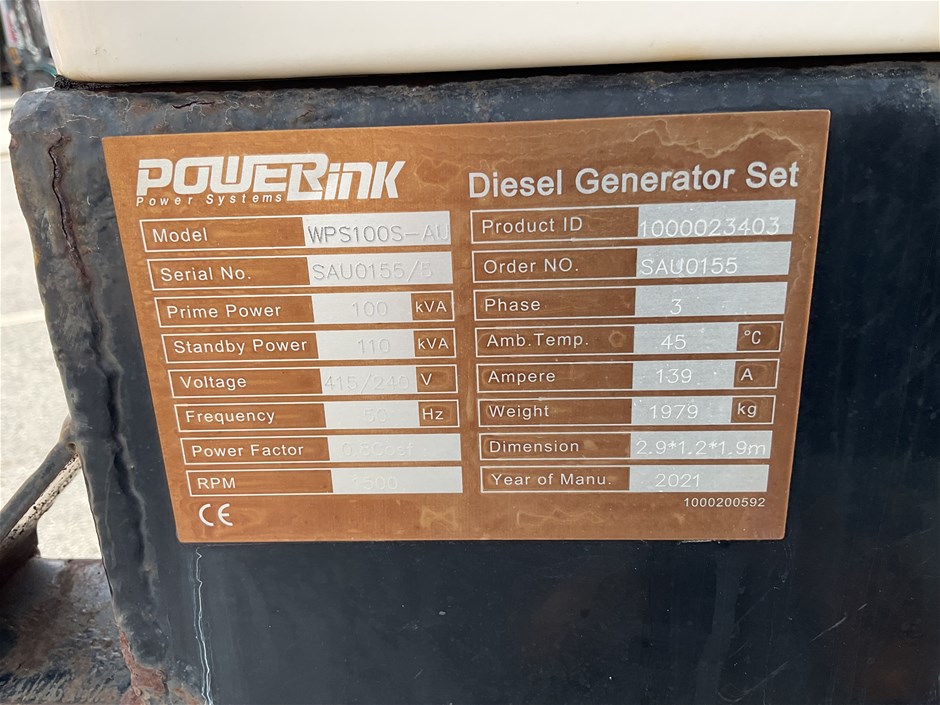 POWERLINK
Power Systems
Diesel Generator Set
Model WPS100S-AU
Serial No. SAU0155/5
Prime Power 100 kVA
Standby Power 110 kVA
Voltage 415/240 V
Frequency 50 Hz
Power Factor
RPM 1500
CE
Product ID 1000023403
Order NO. SAU0155
Phase 3
Amb.Temp. 45 °C
Ampere 139 A
Weight 1979 kg
Dimension 2.9*1.2*1.9m
Year of Manu. 2021
1000200592